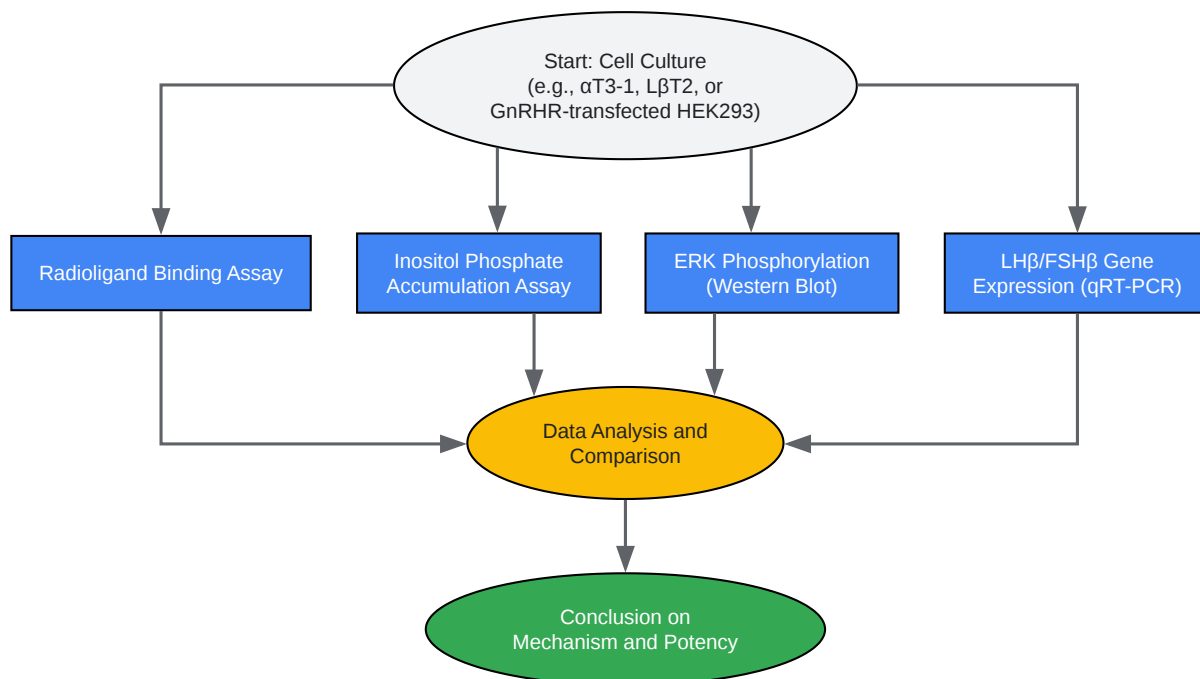 Start: Cell Culture
(e.g., αT3-1, LβT2, or
GnRHR-transfected HEK293)
Radioligand Binding Assay
Inositol Phosphate
Accumulation Assay
ERK Phosphorylation
(Western Blot)
LHβ/FSHβ Gene
Expression (qRT-PCR)
Data Analysis and
Comparison
Conclusion on
Mechanism and Potency